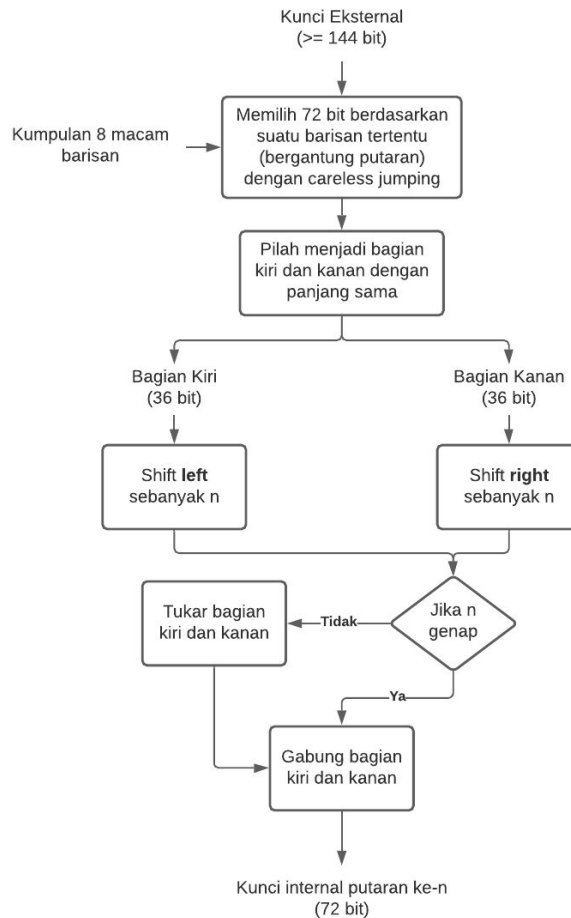 Kunci Eksternal
(>= 144 bit)
Kumpulan 8 macam
barisan
Memilih 72 bit berdasarkan
suatu barisan tertentu
(bergantung putaran)
dengan careless jumping
Pilah menjadi bagian
kiri dan kanan dengan
panjang sama
Bagian Kiri
(36 bit)
Bagian Kanan
(36 bit)
Shift left
sebanyak n
Shift right
sebanyak n
Jika n
genap
Tidak
Tukar bagian
kiri dan kanan
Ya
Gabung bagian
kiri dan kanan
Kunci internal putaran ke-n
(72 bit)